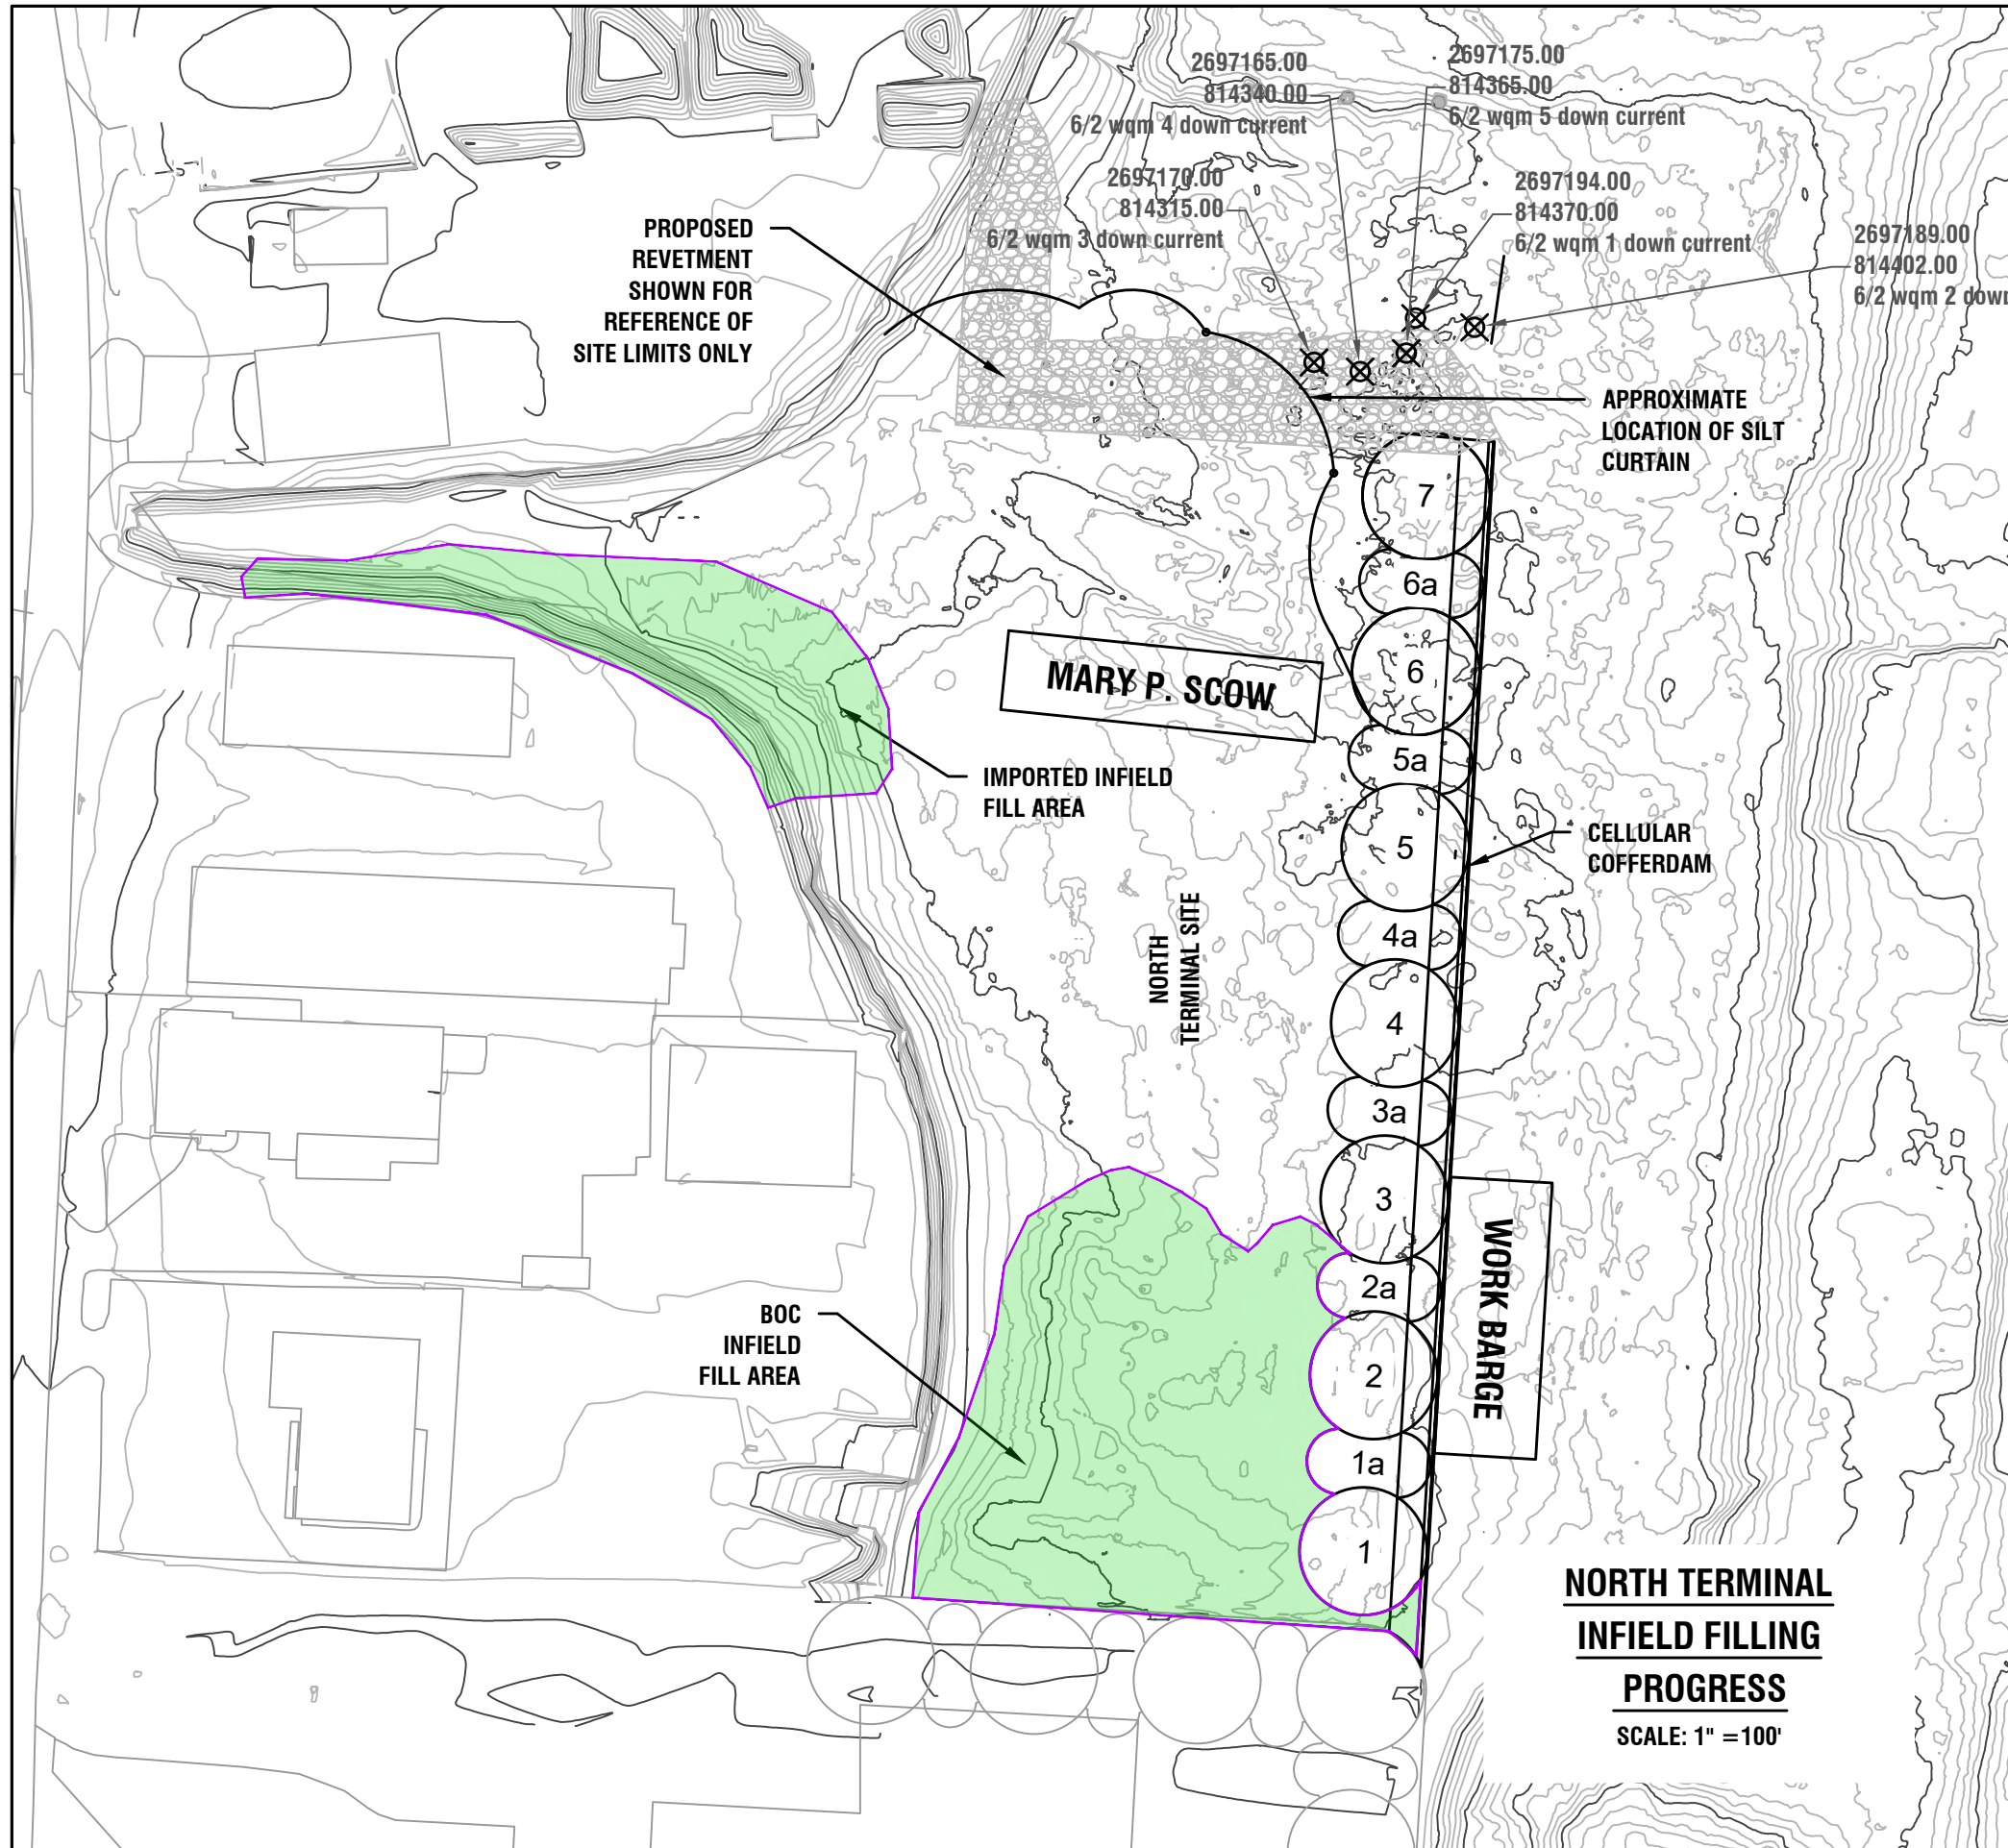 2697165.00
814340.00
6/2 wqm 4 down current
2697175.00
814365.00
6/2 wqm 5 down current
2697170.00
814315.00
6/2 wqm 3 down current
2697194.00
814370.00
6/2 wqm 1 down current
2697189.00
814402.00
6/2 wqm 2 down
PROPOSED
REVETMENT
SHOWN FOR
REFERENCE OF
SITE LIMITS ONLY
APPROXIMATE
LOCATION OF SILT
CURTAIN
7
6a
6
MARY P. SCOW
5a
IMPORTED INFIELD
FILL AREA
5
CELLULAR
COFFERDAM
4a
NORTH
TERMINAL SITE
4
3a
3
2a
WORK BARGE
BOC
INFIELD
FILL AREA
2
1a
1
NORTH TERMINAL
INFIELD FILLING
PROGRESS
SCALE: 1" =100'